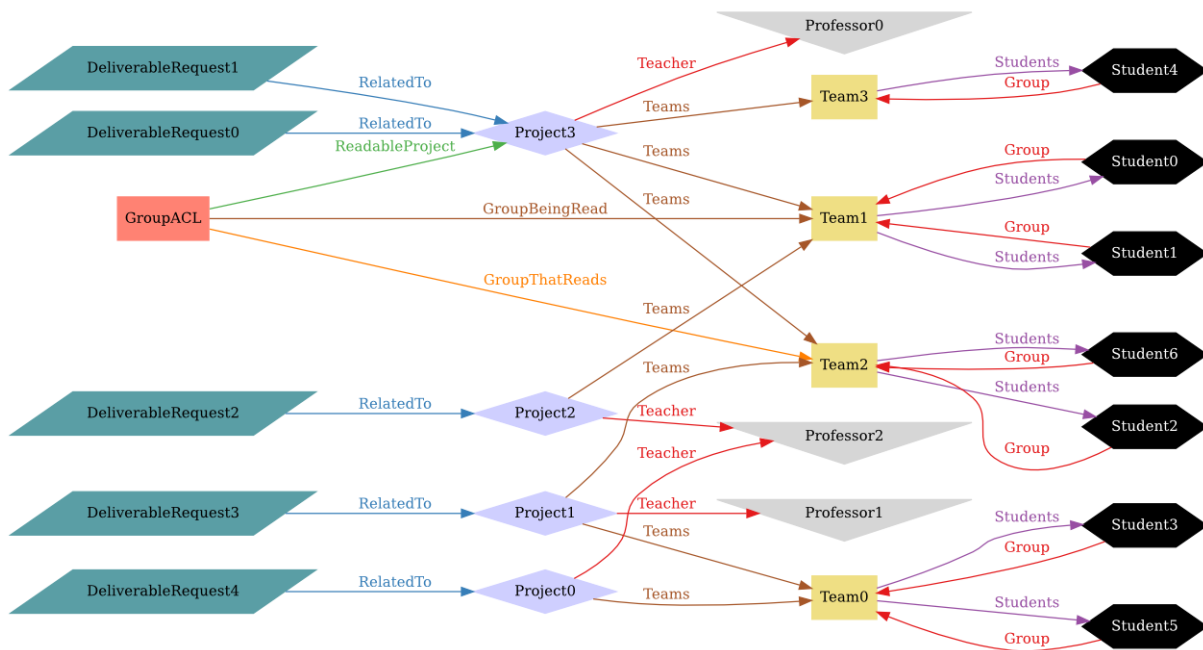 Professor0
DeliverableRequest1
Teacher
Students
Student4
RelatedTo
Team3
Group
Teams
DeliverableRequest0
RelatedTo
Project3
ReadableProject
Teams
Group
Student0
Students
Teams
GroupACL
GroupBeingRead
Team1
Group
Student1
Students
GroupThatReads
Teams
Students
Student6
Team2
Group
Students
Student2
DeliverableRequest2
RelatedTo
Project2
Teacher
Professor2
Teacher
Group
DeliverableRequest3
RelatedTo
Project1
Teacher
Professor1
Students
Student3
Teams
Group
DeliverableRequest4
RelatedTo
Project0
Teams
Team0
Students
Student5
Group